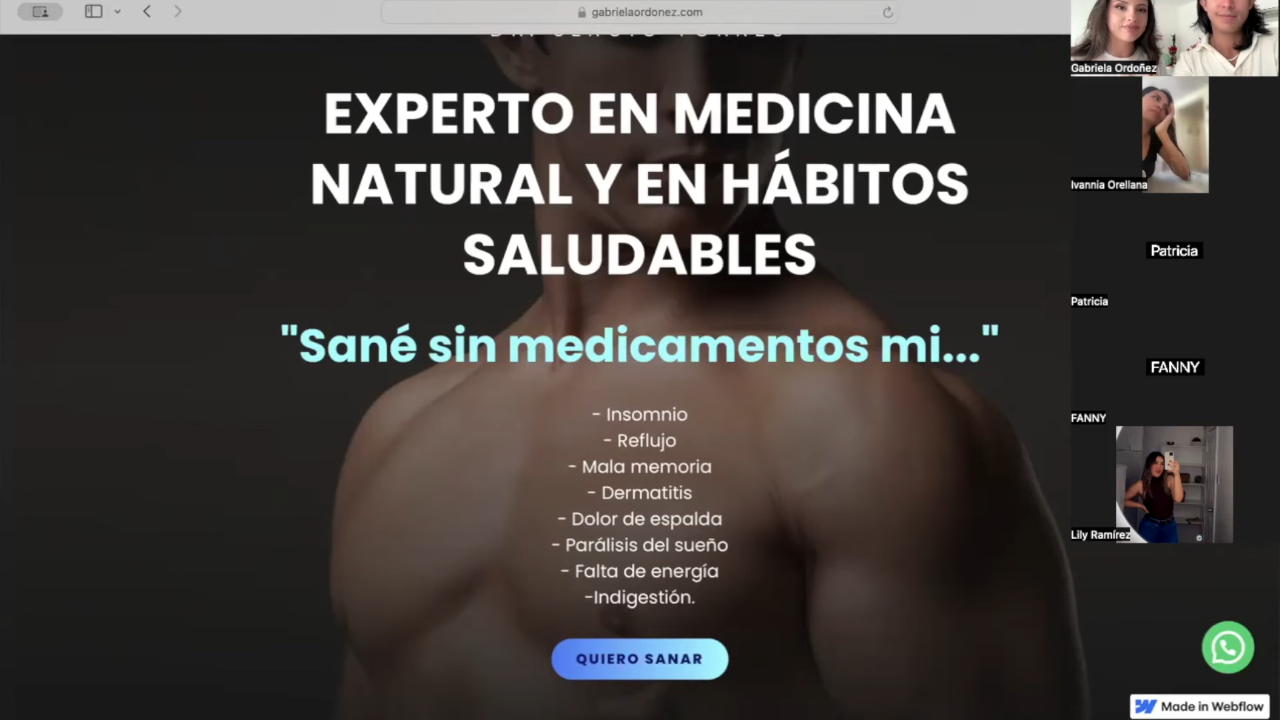 gabrielaordonez.com
EXPERTO EN MEDICINA
NATURAL Y EN HÁBITOS
SALUDABLES
"Sané sin medicamentos mi..."
- Insomnio
- Reflujo
- Mala memoria
- Dermatitis
- Dolor de espalda
- Parálisis del sueño
- Falta de energía
-Indigestión.
QUIERO SANAR
Gabriela Ordoñez
Ivannia Orellana
Patricia
Patricia
FANNY
FANNY
Lily Ramírez
Made in Webflow